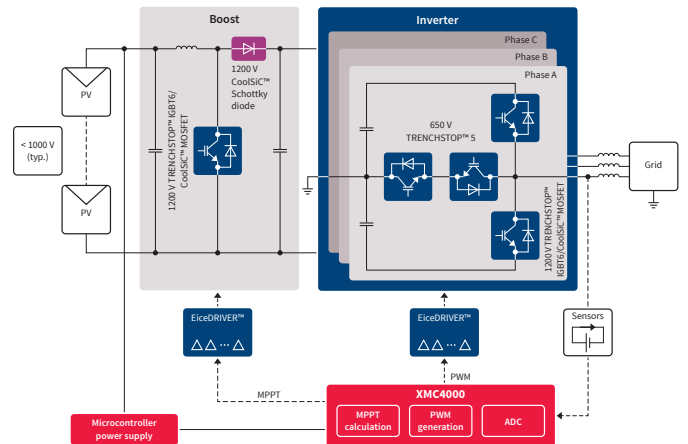 Boost
Inverter
Phase C
Phase B
Phase A
PV
< 1000 V
(typ.)
PV
1200 V
CoolSiC™
Schottky
diode
1200 V TRENCHSTOP™ IGBT6/
CoolSiC™ MOSFET
650 V
TRENCHSTOP™ 5
1200 V TRENCHSTOP™
IGBT6/CoolSiC™ MOSFET
Grid
EiceDRIVER™
...
EiceDRIVER™
...
Sensors
MPPT
PWM
XMC4000
MPPT
calculation
PWM
generation
ADC
Microcontroller
power supply